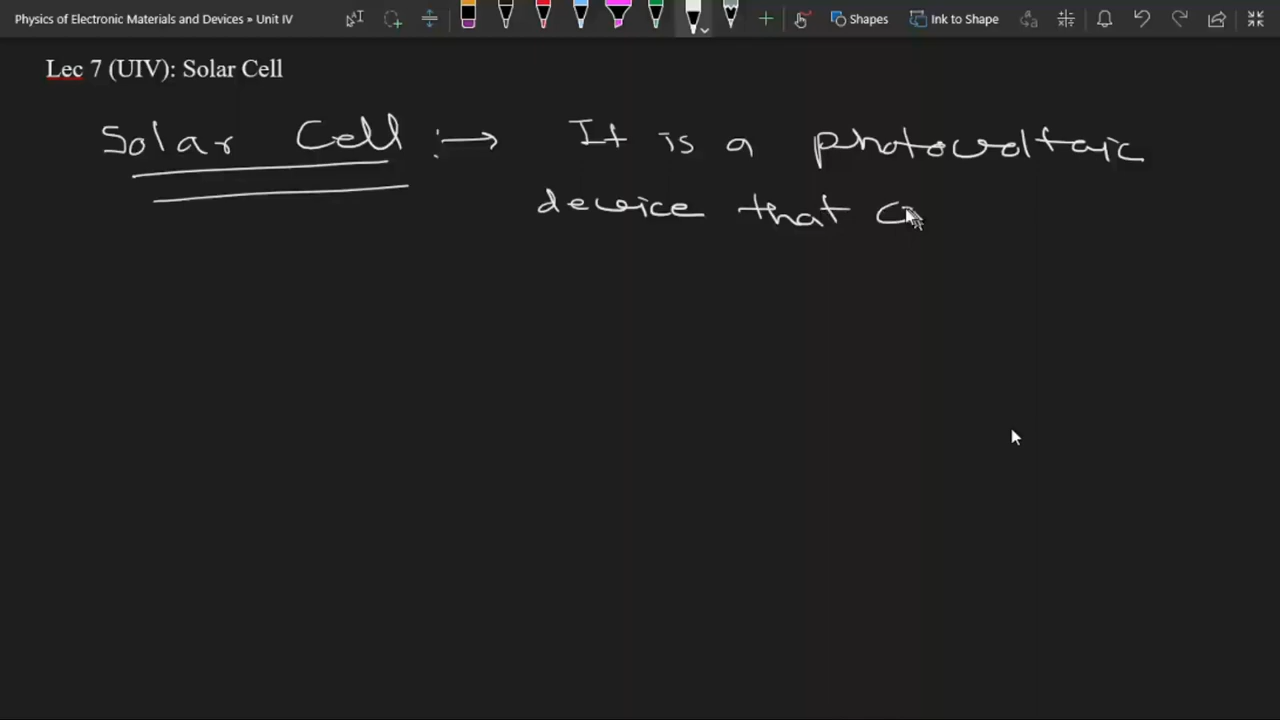 Physics of Electronic Materials and Devices » Unit IV
Shapes
Ink to Shape
Lec 7 (UIV): Solar Cell
Solar Cell :→ It is a photovoltaic
device that